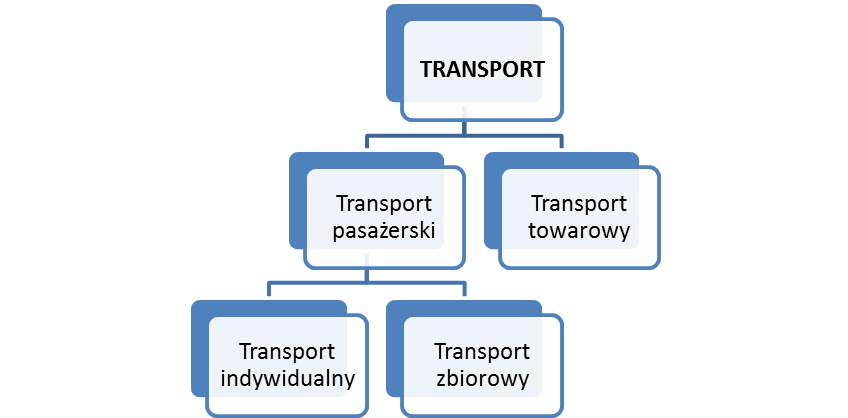 TRANSPORT
Transport
pasażerski
Transport
towarowy
Transport
indywidualny
Transport
zbiorowy